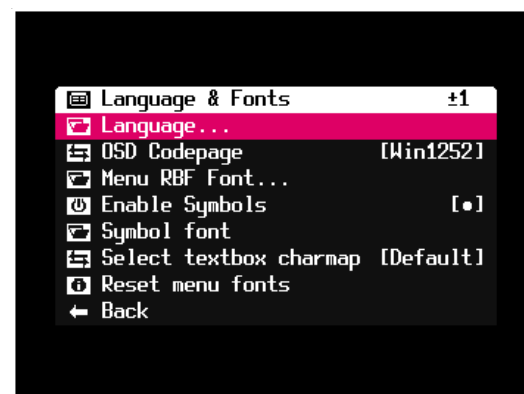 Language & Fonts ±1
Language...
OSD Codepage [Win1252]
Menu RBF Font...
Enable Symbols [•]
Symbol font
Select textbox charmap [Default]
Reset menu fonts
Back